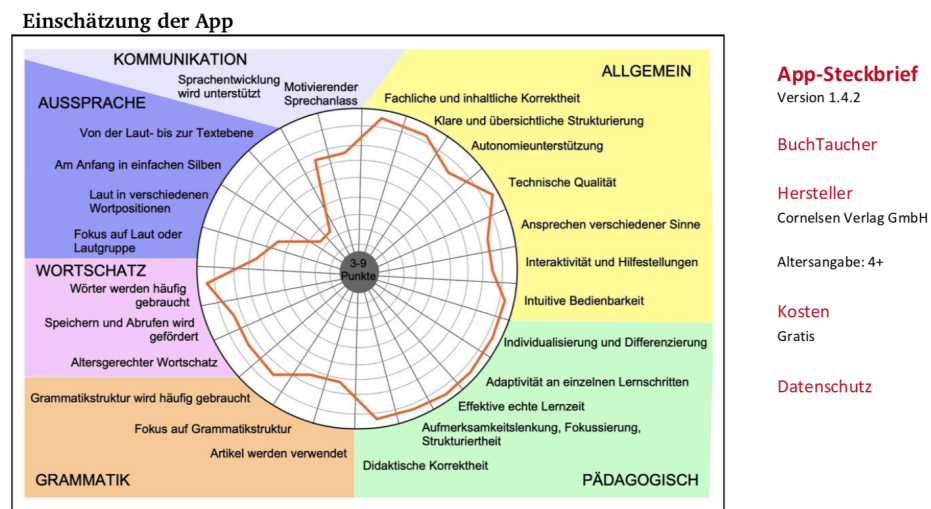 Einschätzung der App
KOMMUNIKATION
Sprachentwicklung
wird unterstützt
Motivierender
Sprechanlass
ALLGEMEIN
Fachliche und inhaltliche Korrektheit
Klare und übersichtliche Strukturierung
Autonomieunterstützung
Technische Qualität
Ansprechen verschiedener Sinne
Interaktivität und Hilfestellungen
Intuitive Bedienbarkeit
AUSSPRACHE
Von der Laut- bis zur Textebene
Am Anfang in einfachen Silben
Laut in verschiedenen
Wortpositionen
Fokus auf Laut oder
Lautgruppe
3-9
Punkte
WORTSCHATZ
Wörter werden häufig
gebraucht
Speichern und Abrufen wird
gefördert
Altersgerechter Wortschatz
Individualisierung und Differenzierung
Adaptivität an einzelnen Lernschritten
Effektive echte Lernzeit
Aufmerksamkeitslenkung, Fokussierung,
Strukturiertheit
Didaktische Korrektheit
PÄDAGOGISCH
Grammatikstruktur wird häufig gebraucht
Fokus auf Grammatikstruktur
Artikel werden verwendet
GRAMMATIK
App-Steckbrief
Version 1.4.2
BuchTaucher
Hersteller
Cornelsen Verlag GmbH
Altersangabe: 4+
Kosten
Gratis
Datenschutz